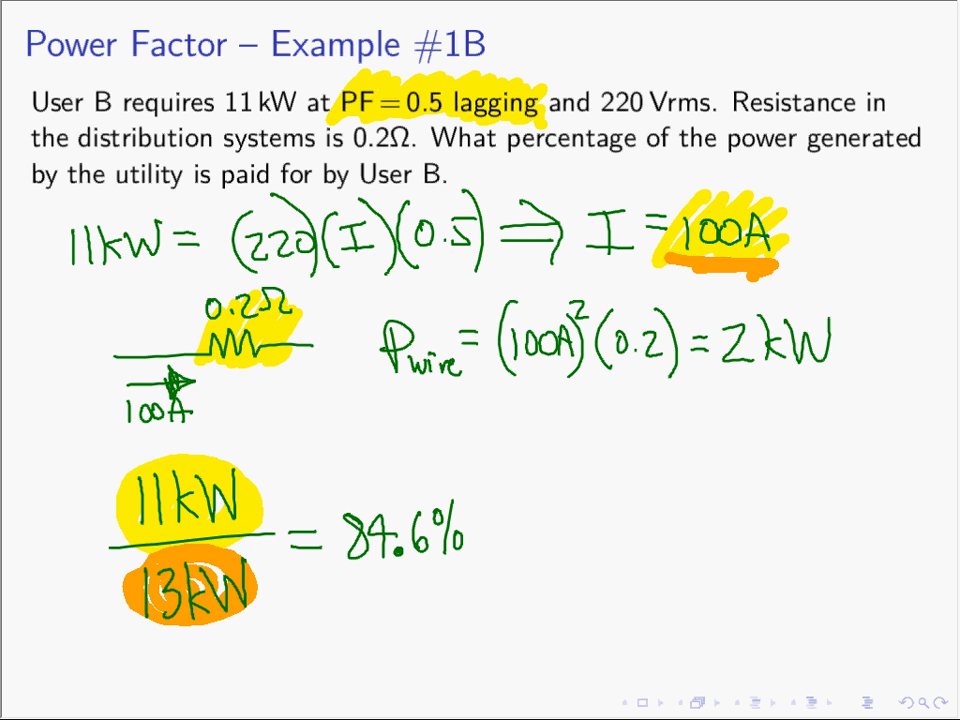 Power Factor – Example #1B
User B requires 11 kW at PF = 0.5 lagging and 220 Vrms. Resistance in
the distribution systems is 0.2Ω. What percentage of the power generated
by the utility is paid for by User B.
11kW = (220)(I)(0.5) ⟹ I = 100A
0.2Ω
P_wire = (100A)²(0.2) = 2kW
100A
11kW
13kW
= 84.6%